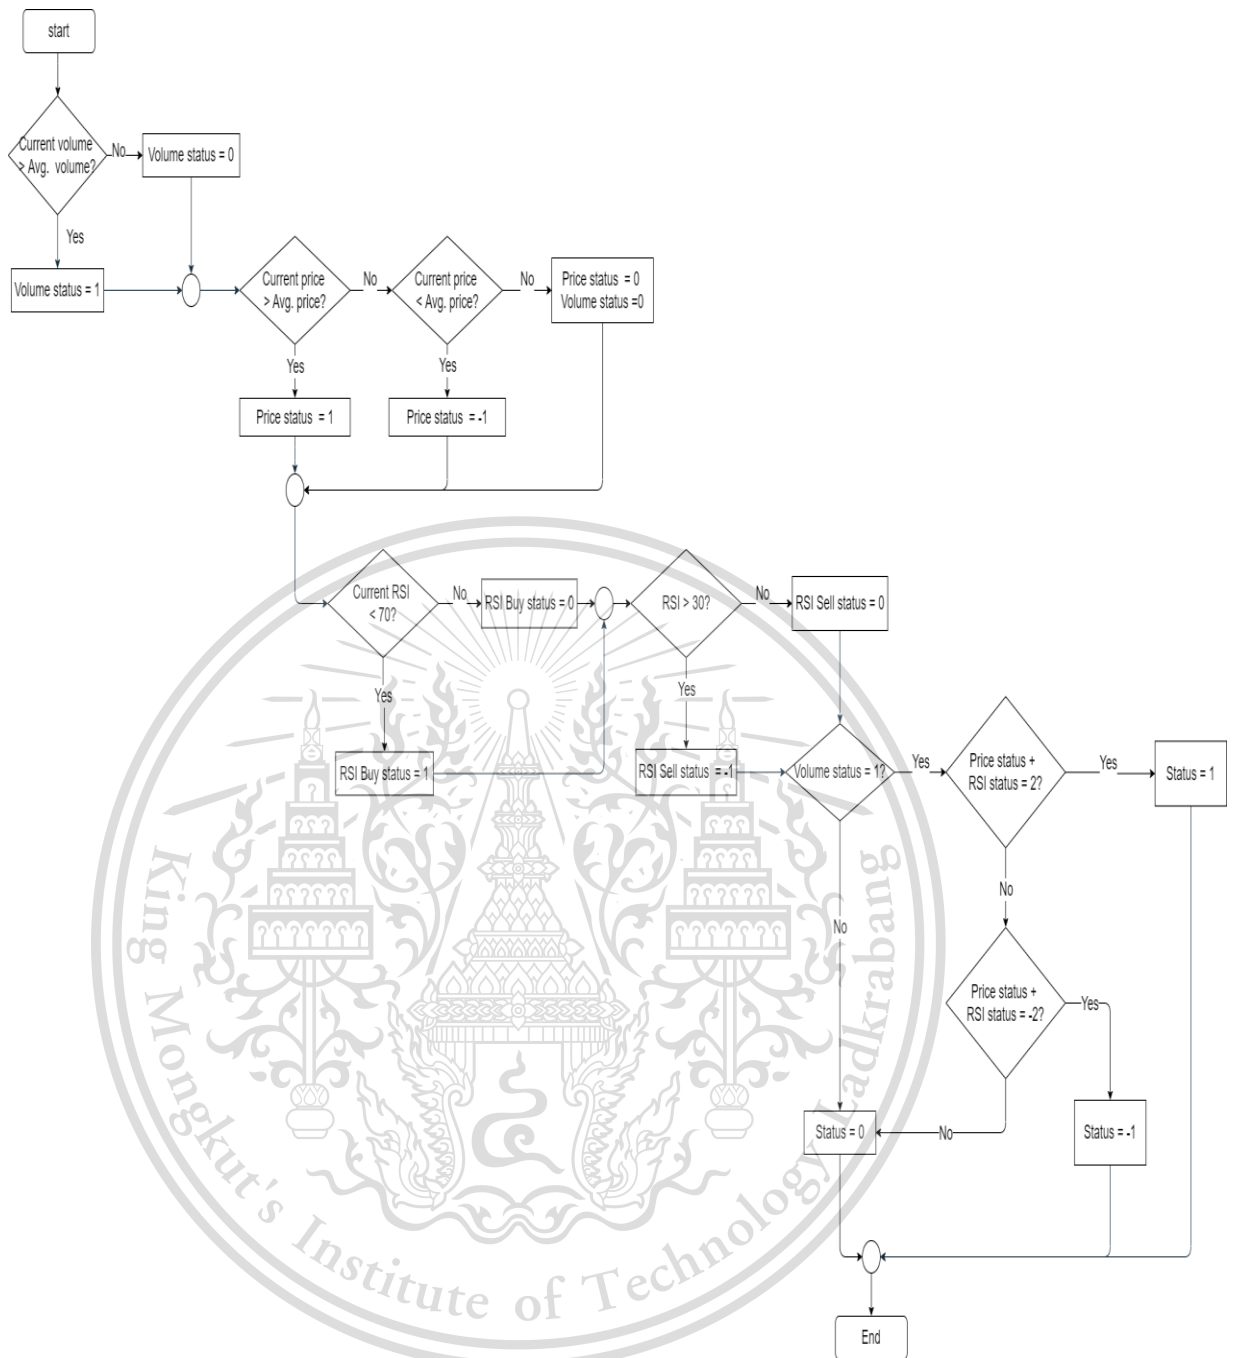 start
Current volume
> Avg. volume?
No
Volume status = 0
Yes
Volume status = 1
Current price
> Avg. price?
No
Current price
< Avg. price?
No
Price status = 0
Volume status =0
Yes
Yes
Price status = 1
Price status = -1
Current RSI
< 70?
No
RSI Buy status = 0
RSI > 30?
No
RSI Sell status = 0
Yes
Yes
RSI Buy status = 1
RSI Sell status = -1
Volume status = 1?
Yes
Price status +
RSI status = 2?
Yes
Status = 1
No
No
Price status +
RSI status = -2?
Yes
Status = 0
No
Status = -1
End
King Mongkut's Institute of Technology Ladkrabang